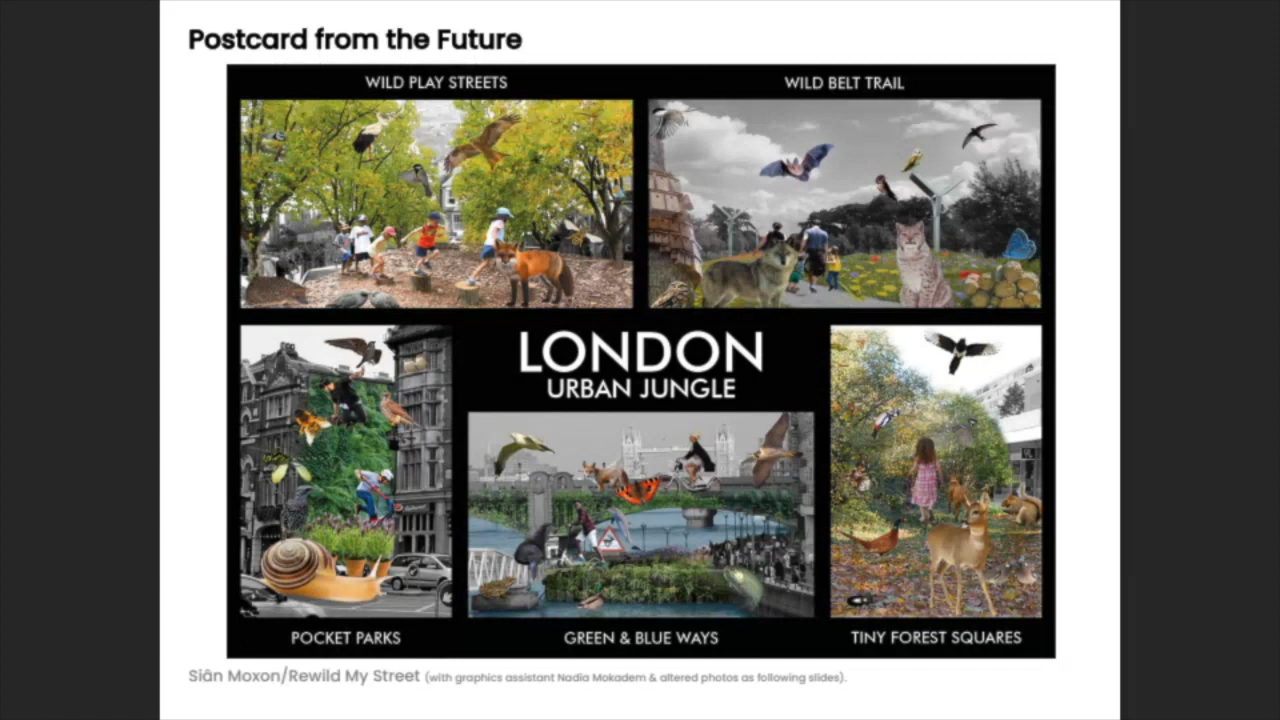 Postcard from the Future
WILD PLAY STREETS
WILD BELT TRAIL
LONDON
URBAN JUNGLE
POCKET PARKS
GREEN & BLUE WAYS
TINY FOREST SQUARES
Siân Moxon/Rewild My Street (with graphics assistant Nadia Mokadem & altered photos as following slides).